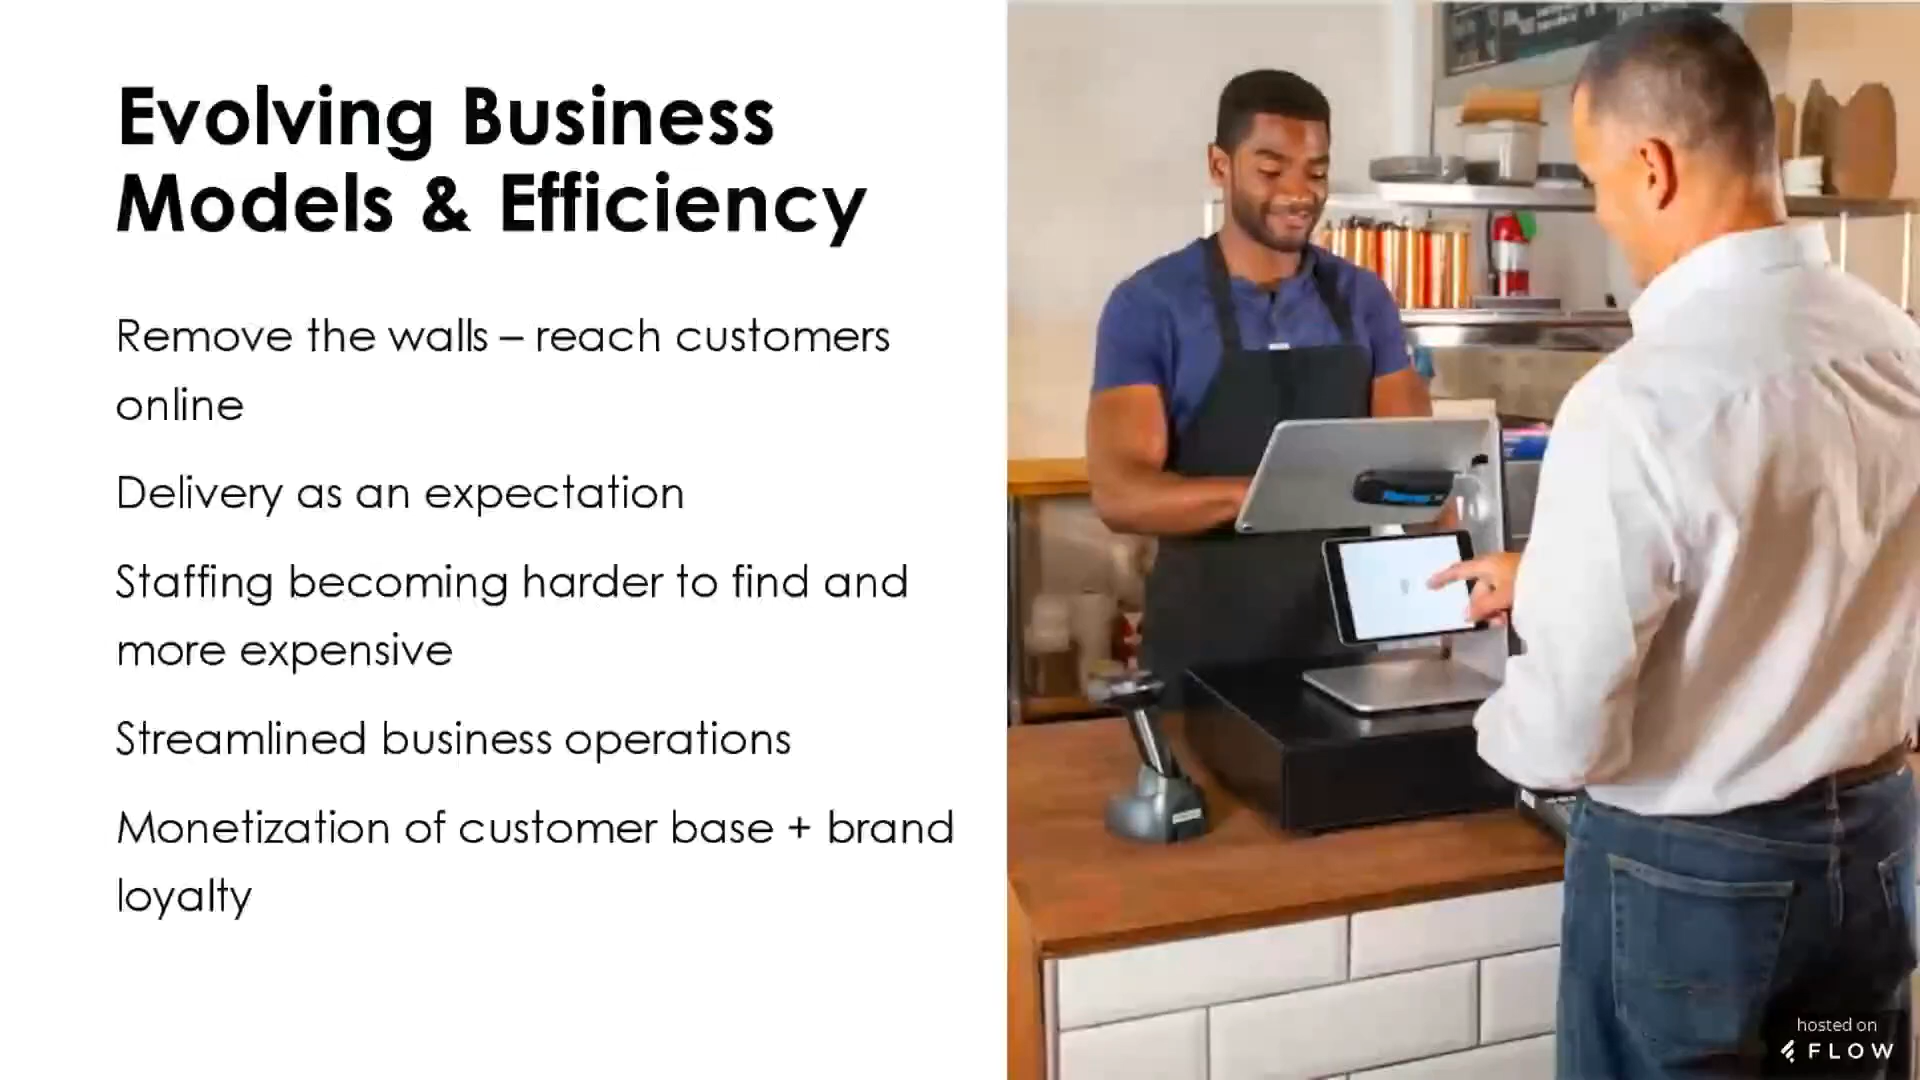 Evolving Business
Models & Efficiency
Remove the walls – reach customers
online
Delivery as an expectation
Staffing becoming harder to find and
more expensive
Streamlined business operations
Monetization of customer base + brand
loyalty
hosted on
FLOW